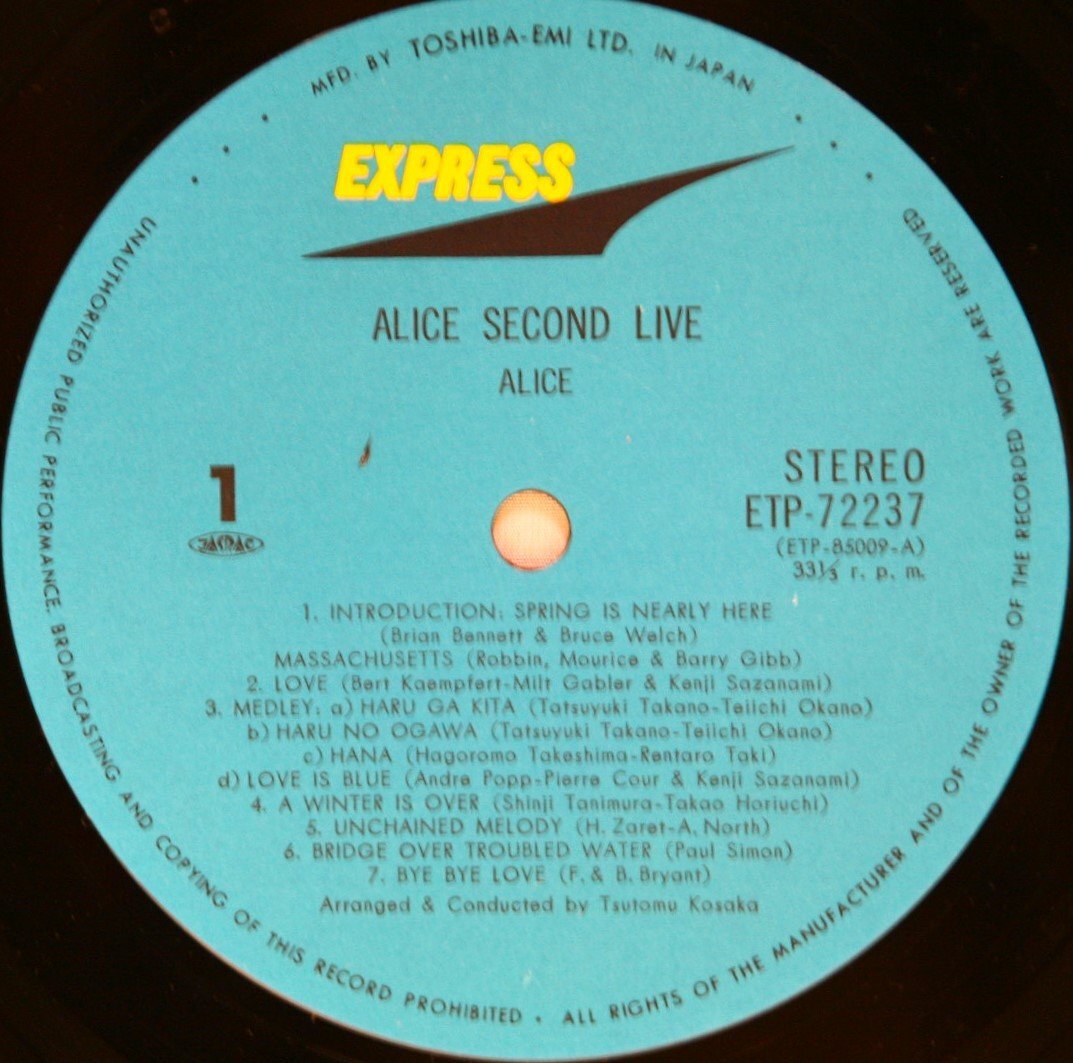 MFD. BY TOSHIBA-EMI LTD. IN JAPAN
EXPRESS
ALICE SECOND LIVE
ALICE
1
JASRAC
STEREO
ETP-72237
(ETP-85009-A)
33⅓ r. p. m.
1. INTRODUCTION: SPRING IS NEARLY HERE
(Brian Bennett & Bruce Welch)
MASSACHUSETTS (Robbin, Mourice & Barry Gibb)
2. LOVE (Bert Kaempfert-Milt Gabler & Kenji Sazanami)
3. MEDLEY: a) HARU GA KITA (Tatsuyuki Takano-Teiichi Okano)
b) HARU NO OGAWA (Tatsuyuki Takano-Teiichi Okano)
c) HANA (Hagoromo Takeshima-Rentaro Taki)
d) LOVE IS BLUE (Andre Popp-Pierre Cour & Kenji Sazanami)
4. A WINTER IS OVER (Shinji Tanimura-Takao Horiuchi)
5. UNCHAINED MELODY (H. Zaret-A. North)
6. BRIDGE OVER TROUBLED WATER (Paul Simon)
7. BYE BYE LOVE (F. & B. Bryant)
Arranged & Conducted by Tsutomu Kosaka
UNAUTHORIZED PUBLIC PERFORMANCE. BROADCASTING AND COPYING OF THIS RECORD PROHIBITED • ALL RIGHTS OF THE MANUFACTURER AND OF THE OWNER OF THE RECORDED WORK ARE RESERVED